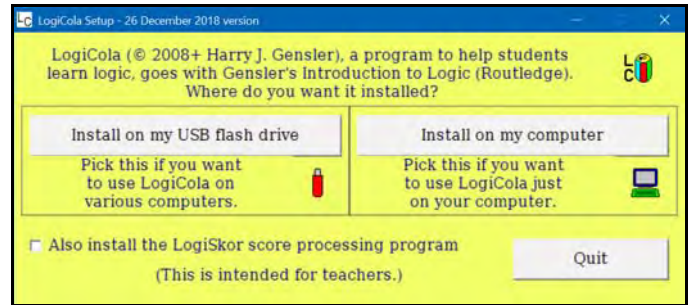 LC LogiCola Setup - 26 December 2018 version
LogiCola (© 2008+ Harry J. Gensler), a program to help students
learn logic, goes with Gensler's Introduction to Logic (Routledge).
Where do you want it installed?
L
C
Install on my USB flash drive
Pick this if you want
to use LogiCola on
various computers.
Install on my computer
Pick this if you want
to use LogiCola just
on your computer.
Also install the LogiSkor score processing program
(This is intended for teachers.)
Quit